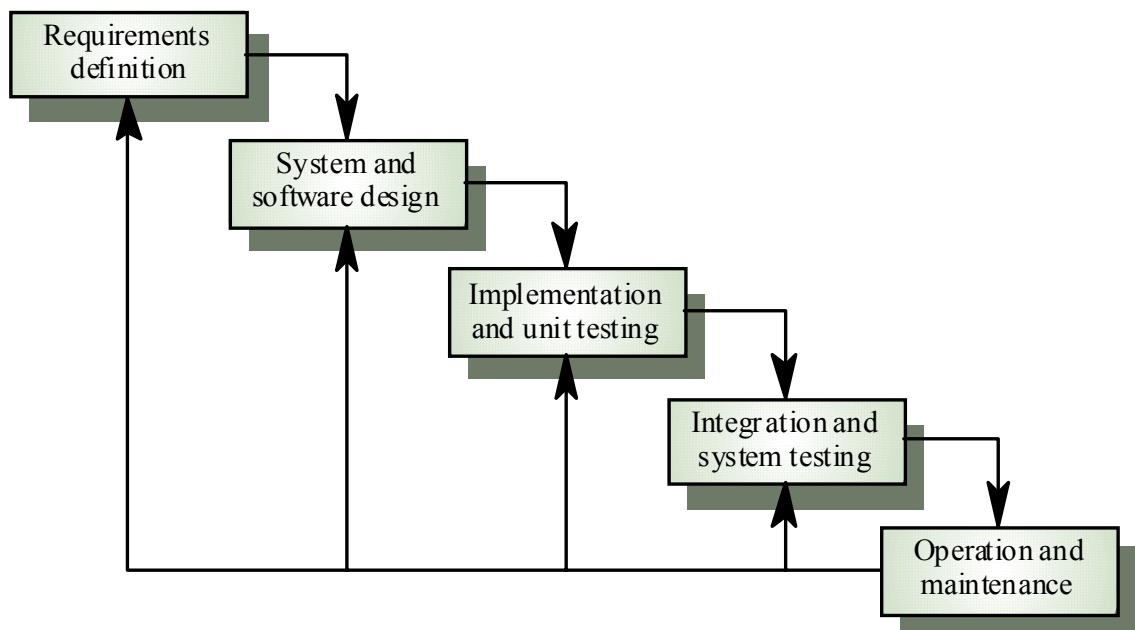 Requirements
definition
System and
software design
Implementation
and unit testing
Integration and
system testing
Operation and
maintenance